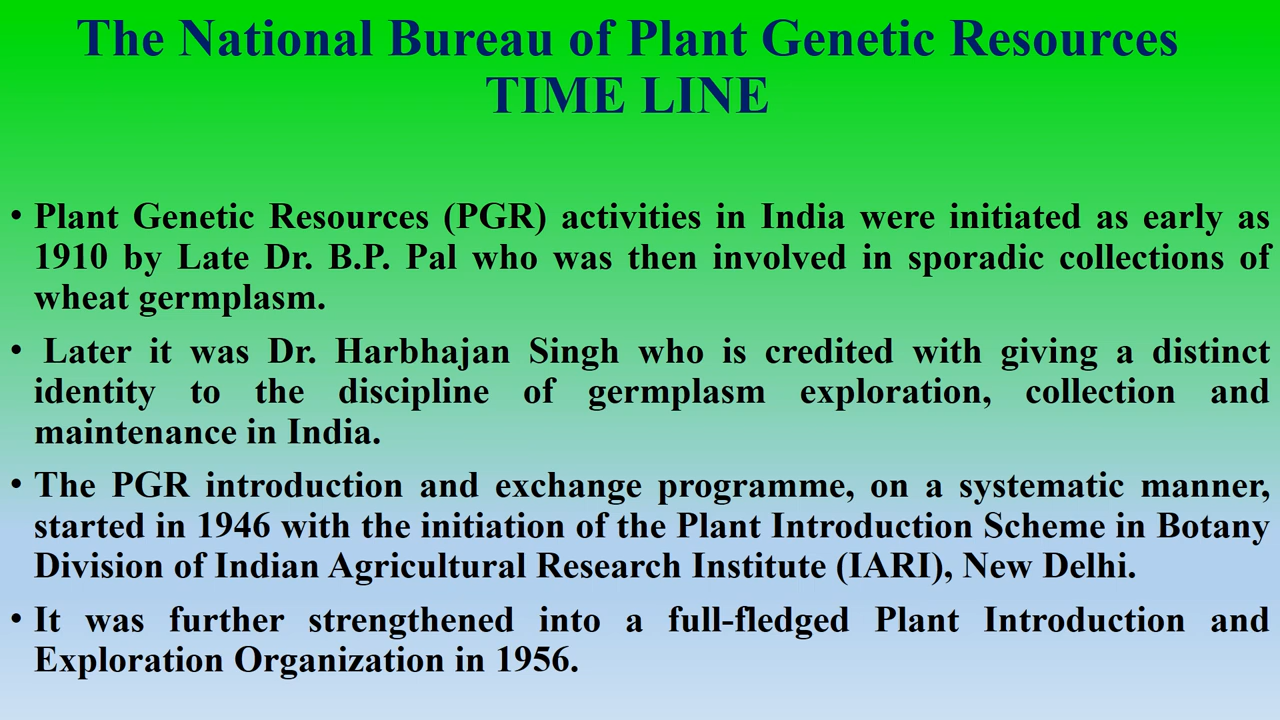 The National Bureau of Plant Genetic Resources
TIME LINE
• Plant Genetic Resources (PGR) activities in India were initiated as early as
1910 by Late Dr. B.P. Pal who was then involved in sporadic collections of
wheat germplasm.
• Later it was Dr. Harbhajan Singh who is credited with giving a distinct
identity to the discipline of germplasm exploration, collection and
maintenance in India.
• The PGR introduction and exchange programme, on a systematic manner,
started in 1946 with the initiation of the Plant Introduction Scheme in Botany
Division of Indian Agricultural Research Institute (IARI), New Delhi.
• It was further strengthened into a full-fledged Plant Introduction and
Exploration Organization in 1956.